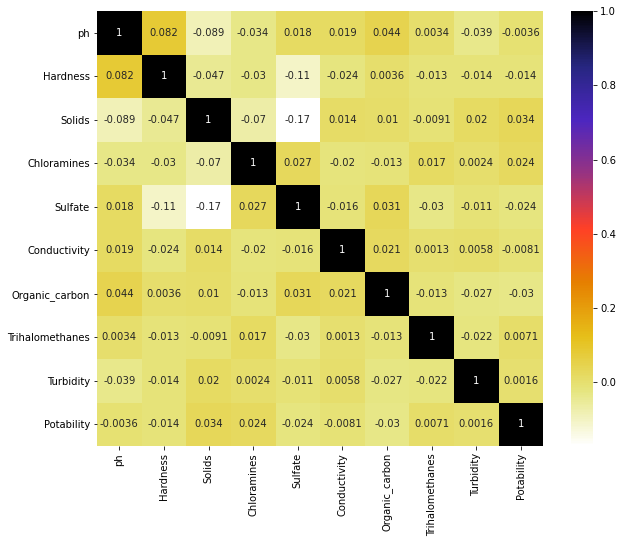 ph 1 0.082 -0.089 -0.034 0.018 0.019 0.044 0.0034 -0.039 -0.0036
Hardness 0.082 1 -0.047 -0.03 -0.11 -0.024 0.0036 -0.013 -0.014 -0.014
Solids -0.089 -0.047 1 -0.07 -0.17 0.014 0.01 -0.0091 0.02 0.034
Chloramines -0.034 -0.03 -0.07 1 0.027 -0.02 -0.013 0.017 0.0024 0.024
Sulfate 0.018 -0.11 -0.17 0.027 1 -0.016 0.031 -0.03 -0.011 -0.024
Conductivity 0.019 -0.024 0.014 -0.02 -0.016 1 0.021 0.0013 0.0058 -0.0081
Organic_carbon 0.044 0.0036 0.01 -0.013 0.031 0.021 1 -0.013 -0.027 -0.03
Trihalomethanes 0.0034 -0.013 -0.0091 0.017 -0.03 0.0013 -0.013 1 -0.022 0.0071
Turbidity -0.039 -0.014 0.02 0.0024 -0.011 0.0058 -0.027 -0.022 1 0.0016
Potability -0.0036 -0.014 0.034 0.024 -0.024 -0.0081 -0.03 0.0071 0.0016 1
ph Hardness Solids Chloramines Sulfate Conductivity Organic_carbon Trihalomethanes Turbidity Potability
1.0
0.8
0.6
0.4
0.2
0.0